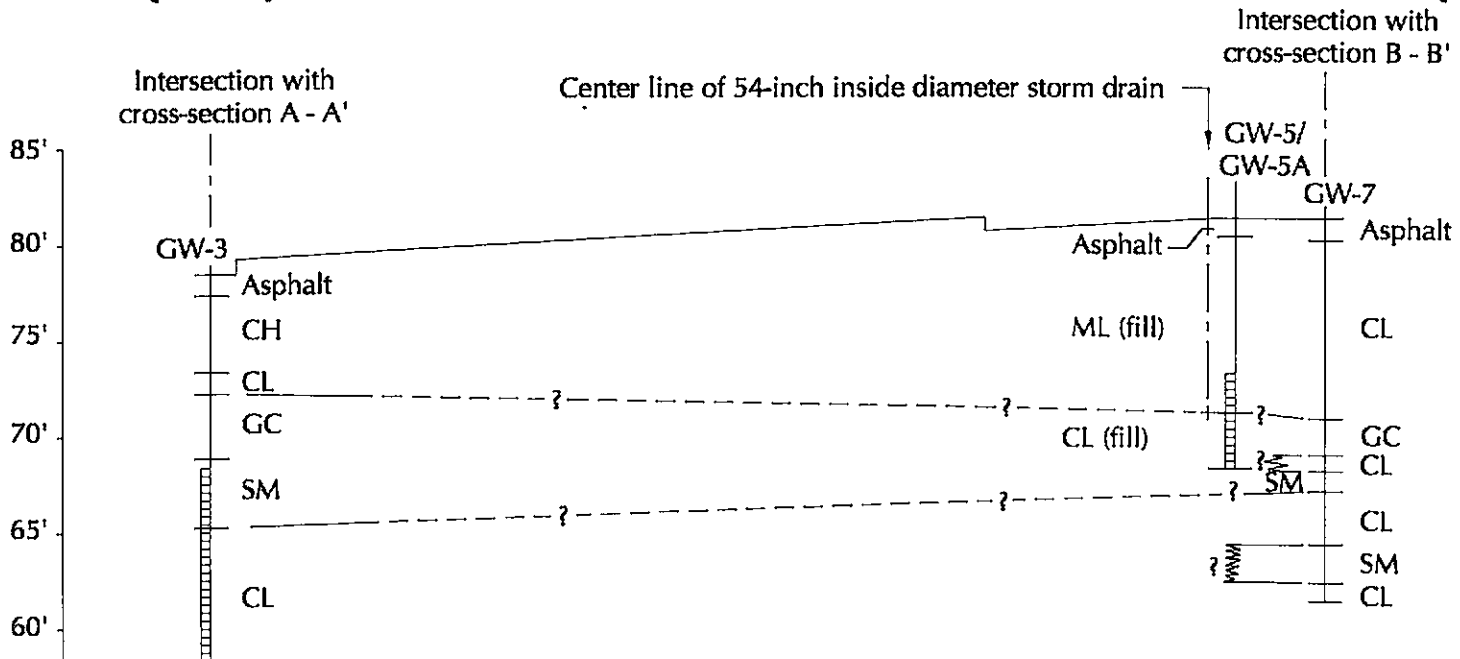 Intersection with
cross-section B - B'
Intersection with
cross-section A - A'
Center line of 54-inch inside diameter storm drain
85'
GW-5/
GW-5A
GW-7
80'
GW-3
Asphalt
Asphalt
Asphalt
75'
CH
ML (fill)
CL
CL
?
?
?
70'
GC
CL (fill)
GC
?
CL
SM
SM
?
?
?
65'
CL
?
SM
CL
CL
60'